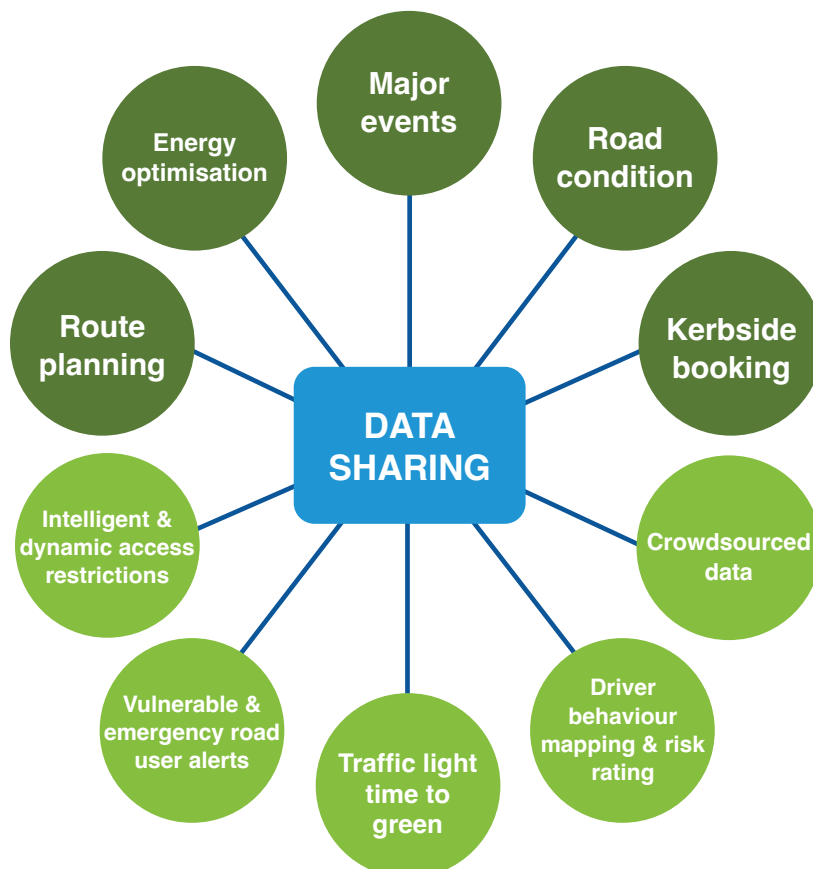 Major
events
Energy
optimisation
Road
condition
Route
planning
Kerbside
booking
DATA
SHARING
Intelligent &
dynamic access
restrictions
Crowdsourced
data
Vulnerable &
emergency road
user alerts
Traffic light
time to
green
Driver
behaviour
mapping & risk
rating